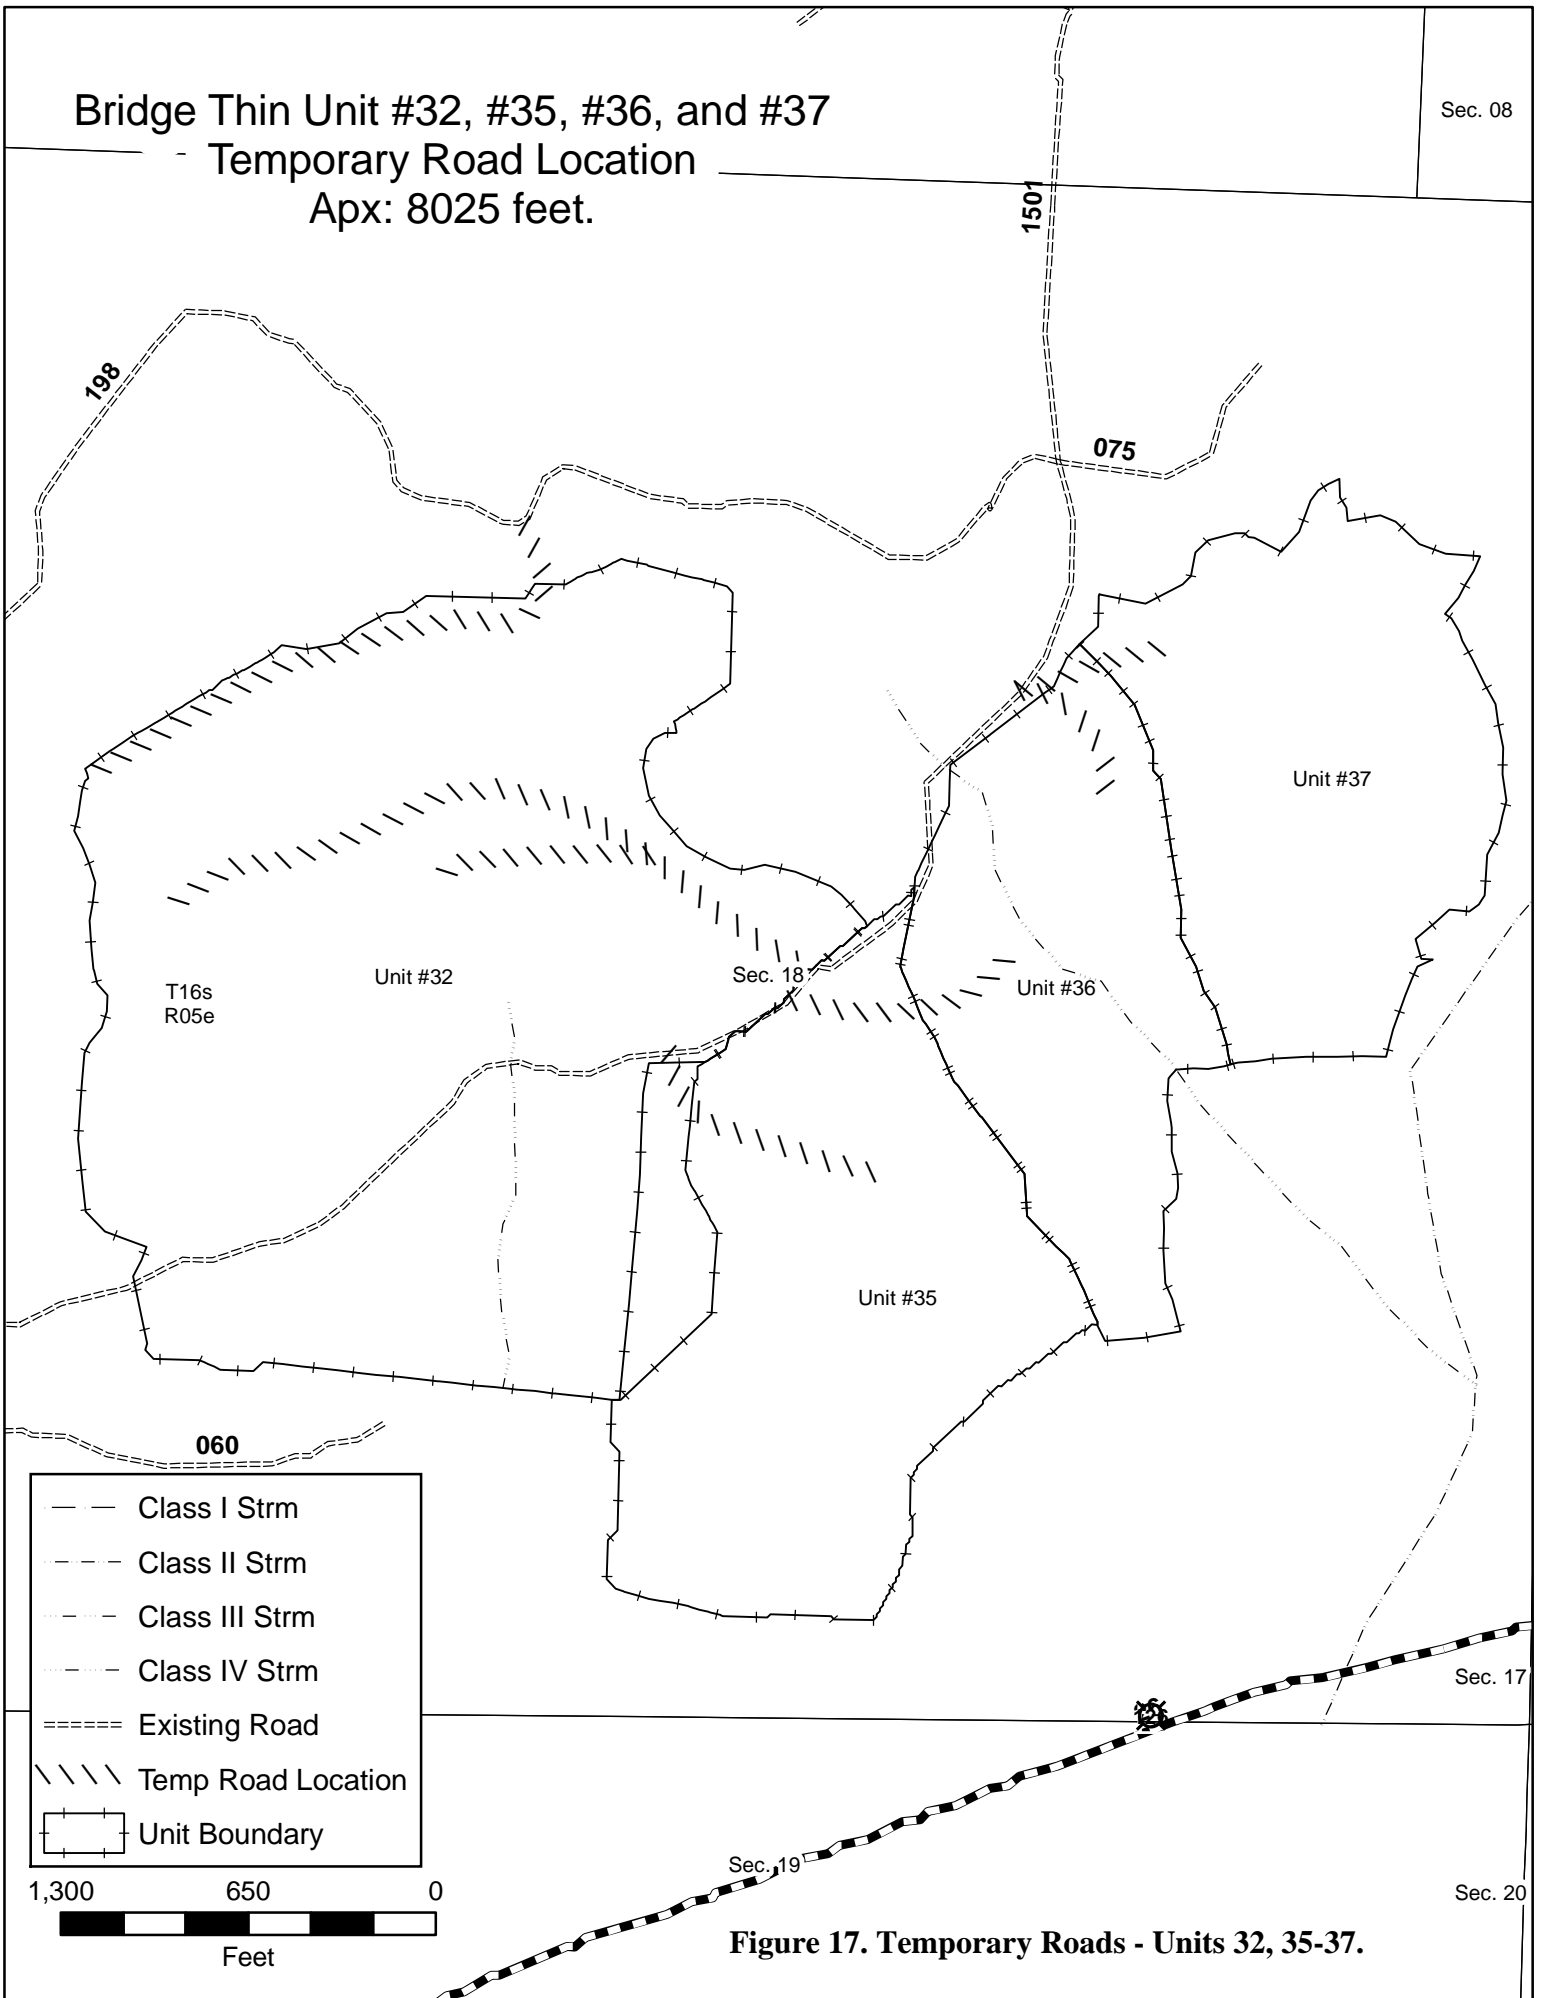 Bridge Thin Unit #32, #35, #36, and #37
Temporary Road Location
Apx: 8025 feet.
Sec. 08
1501
198
075
Unit #37
Unit #32
Sec. 18
Unit #36
T16s
R05e
Unit #35
060
Class I Strm
Class II Strm
Class III Strm
Class IV Strm
Existing Road
Temp Road Location
Unit Boundary
Sec. 17
1,300 650 0
Feet
Sec. 19
Sec. 20
Figure 17. Temporary Roads - Units 32, 35-37.